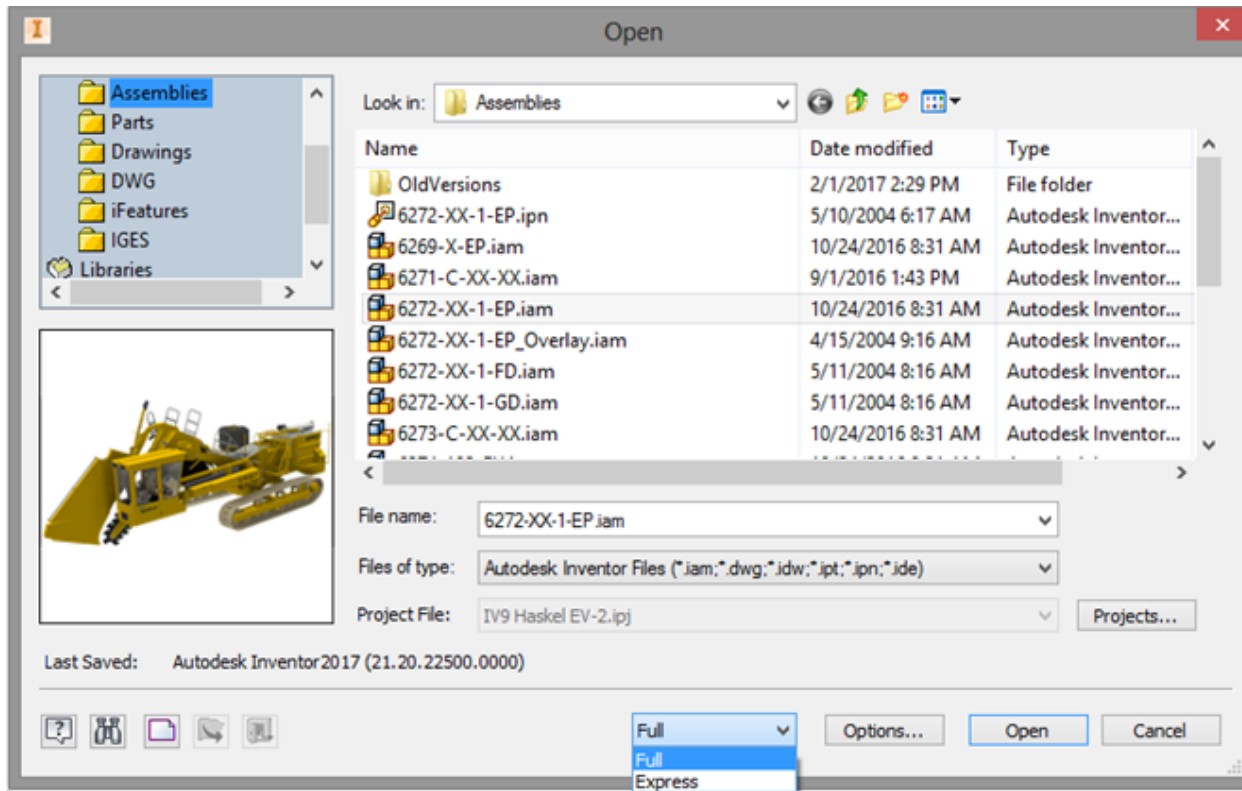 Open
Assemblies
Parts
Drawings
DWG
iFeatures
IGES
Libraries
Look in: Assemblies
Name Date modified Type
OldVersions 2/1/2017 2:29 PM File folder
6272-XX-1-EP.ipn 5/10/2004 6:17 AM Autodesk Inventor...
6269-X-EP.iam 10/24/2016 8:31 AM Autodesk Inventor...
6271-C-XX-XX.iam 9/1/2016 1:43 PM Autodesk Inventor...
6272-XX-1-EP.iam 10/24/2016 8:31 AM Autodesk Inventor...
6272-XX-1-EP_Overlay.iam 4/15/2004 9:16 AM Autodesk Inventor...
6272-XX-1-FD.iam 5/11/2004 8:16 AM Autodesk Inventor...
6272-XX-1-GD.iam 5/11/2004 8:16 AM Autodesk Inventor...
6273-C-XX-XX.iam 10/24/2016 8:31 AM Autodesk Inventor...
File name: 6272-XX-1-EP.iam
Files of type: Autodesk Inventor Files (*.iam;*.dwg;*.idw;*.ipt;*.ipn;*.ide)
Project File: IV9 Haskel EV-2.ipj Projects...
Last Saved: Autodesk Inventor2017 (21.20.22500.0000)
Full Options... Open Cancel
Full
Express